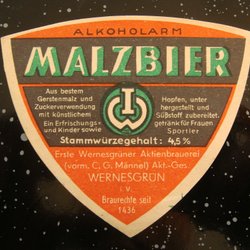 ALKOHOLARM
MALZBIER
Aus bestem
Gerstenmalz und
Zuckerverwendung
mit künstlichem
Ein Erfrischungs-
und Kinder sowie
Hopfen, unter
hergestellt und
Süßstoff zubereitet.
getränk für Frauen
Sportler
Stammwürzegehalt: 4,5%
Erste Wernesgrüner Aktienbrauerei
(vorm. C. G. Männel) Akt.-Ges.
WERNESGRÜN
i. V.
Braurechte seit
1436